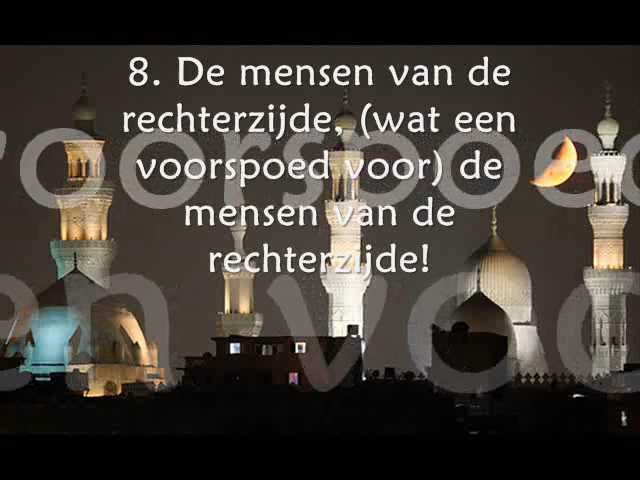 8. De mensen van de
rechterzijde, (wat een
voorspoed voor) de
mensen van de
rechterzijde!